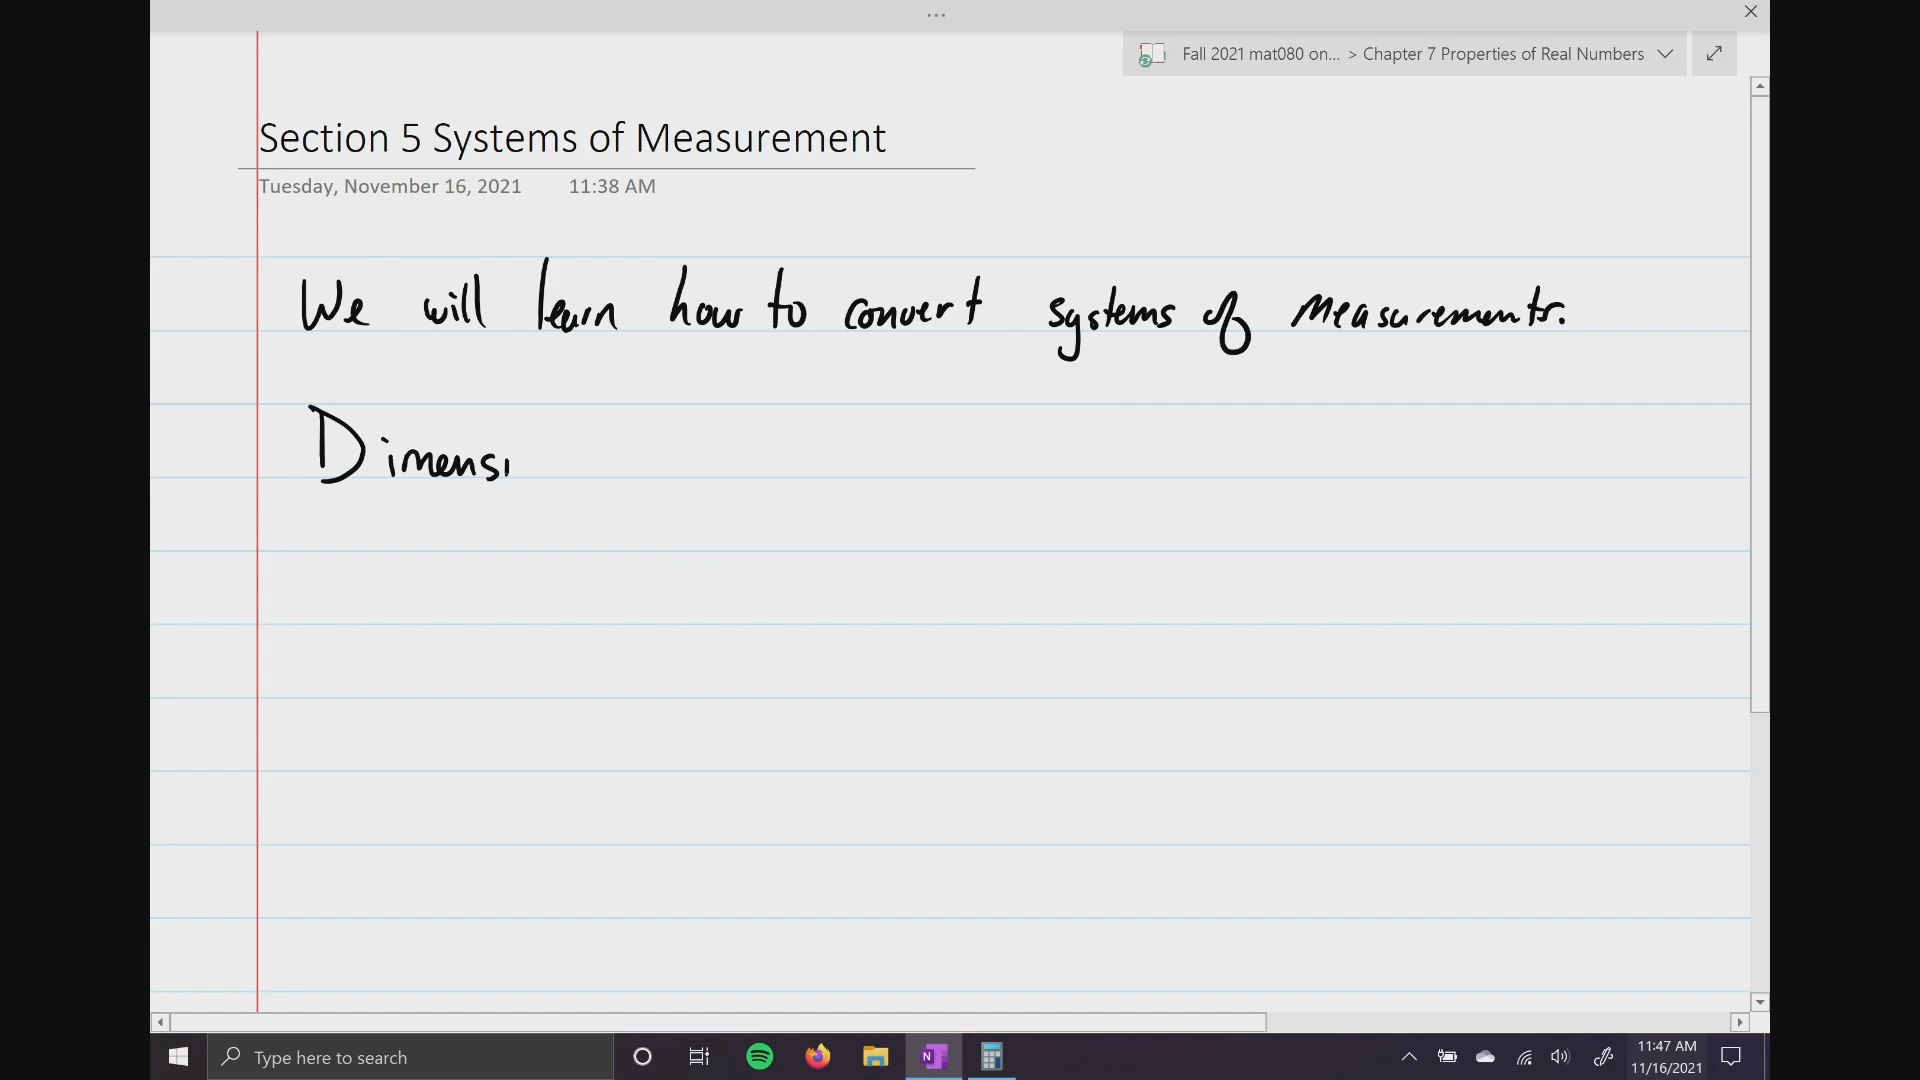 ...
Fall 2021 mat080 on... > Chapter 7 Properties of Real Numbers
Section 5 Systems of Measurement
Tuesday, November 16, 2021 11:38 AM
We will learn how to convert systems of measurements.
Dimensi
Type here to search
N
11:47 AM
11/16/2021